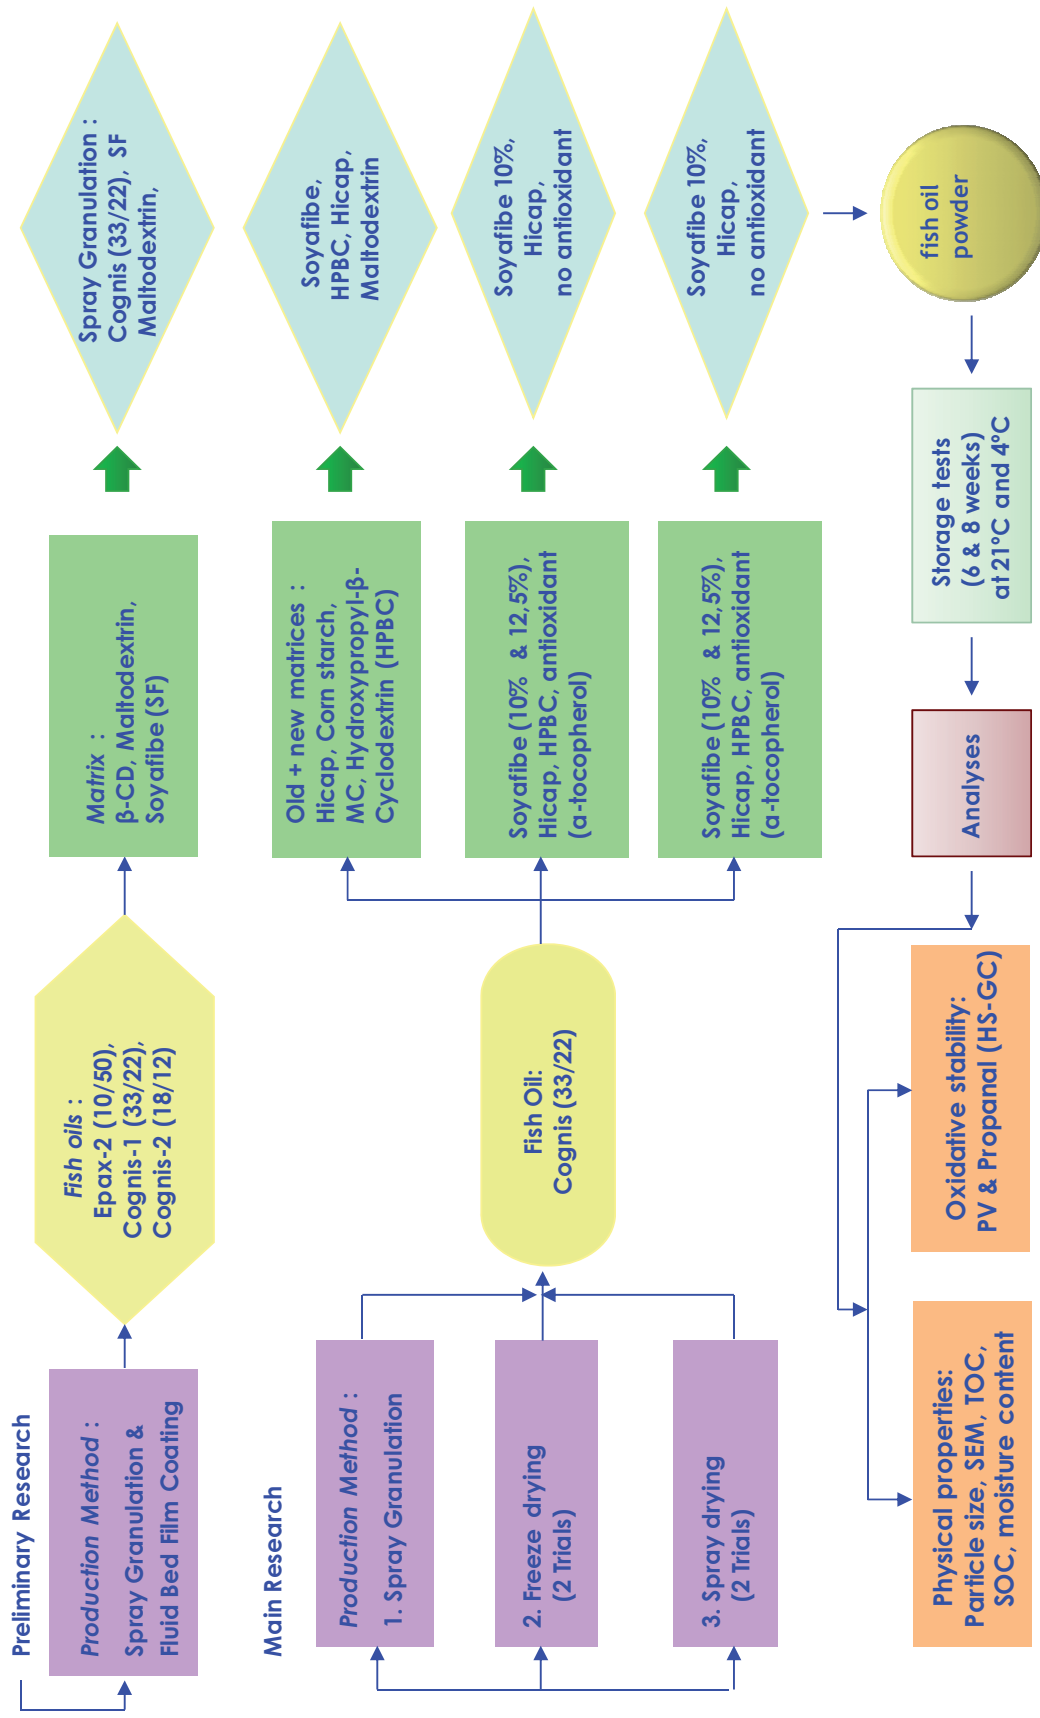 Preliminary Research
Production Method :
Spray Granulation &
Fluid Bed Film Coating
Fish oils :
Epax-2 (10/50),
Cognis-1 (33/22),
Cognis-2 (18/12)
Matrix :
β-CD, Maltodextrin,
Soyafibe (SF)
Spray Granulation :
Cognis (33/22), SF
Maltodextrin,
Main Research
Production Method :
1. Spray Granulation
2. Freeze drying
(2 Trials)
3. Spray drying
(2 Trials)
Fish Oil:
Cognis (33/22)
Old + new matrices :
Hicap, Corn starch,
MC, Hydroxypropyl-β-
Cyclodextrin (HPBC)
Soyafibe,
HPBC, Hicap,
Maltodextrin
Soyafibe (10% & 12,5%),
Hicap, HPBC, antioxidant
(α-tocopherol)
Soyafibe 10%,
Hicap,
no antioxidant
Soyafibe (10% & 12,5%),
Hicap, HPBC, antioxidant
(α-tocopherol)
Soyafibe 10%,
Hicap,
no antioxidant
fish oil
powder
Storage tests
(6 & 8 weeks)
at 21°C and 4°C
Analyses
Oxidative stability:
PV & Propanal (HS-GC)
Physical properties:
Particle size, SEM, TOC,
SOC, moisture content